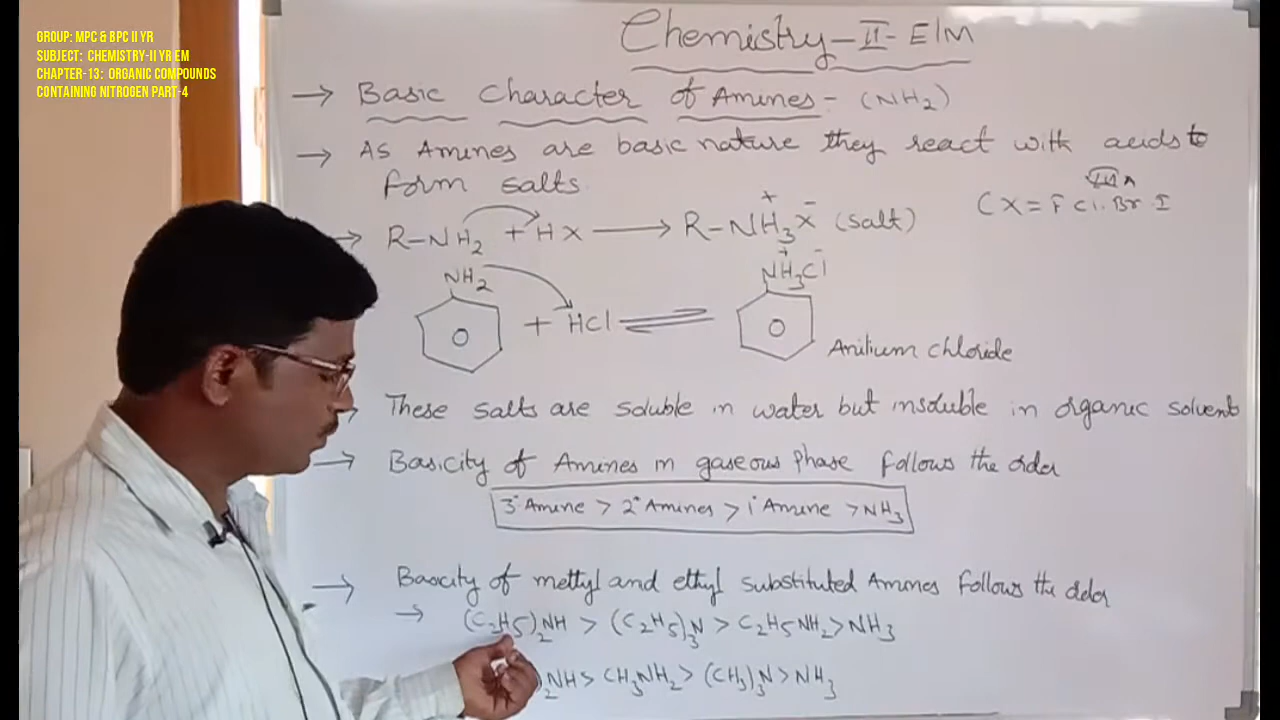 GROUP: MPC & BPC II YR
SUBJECT: CHEMISTRY-II YR EM
CHAPTER-13: ORGANIC COMPOUNDS
CONTAINING NITROGEN PART-4
Chemistry-II-E/M
→ Basic Character of Amines- (NH₂)
→ As Amines are basic nature they react with acids to
form salts.
→ R-NH₂ + HX ⟶ R-NH₃⁺X⁻ (salt)
(X = F Cl. Br. I
NH₂ + HCl ⇌ NH₃⁺Cl⁻
Anilium chloride
These salts are soluble in water but insoluble in organic solvent
→ Basicity of Amines in gaseous phase follows the order
3° Amine > 2° Amines > 1° Amine > NH₃
→ Basicity of methyl and ethyl substituted Amines follows the order
→ (C₂H₅)₂NH > (C₂H₅)₃N > C₂H₅NH₂ > NH₃
)₂NH > CH₃NH₂ > (CH₃)₃N > NH₃